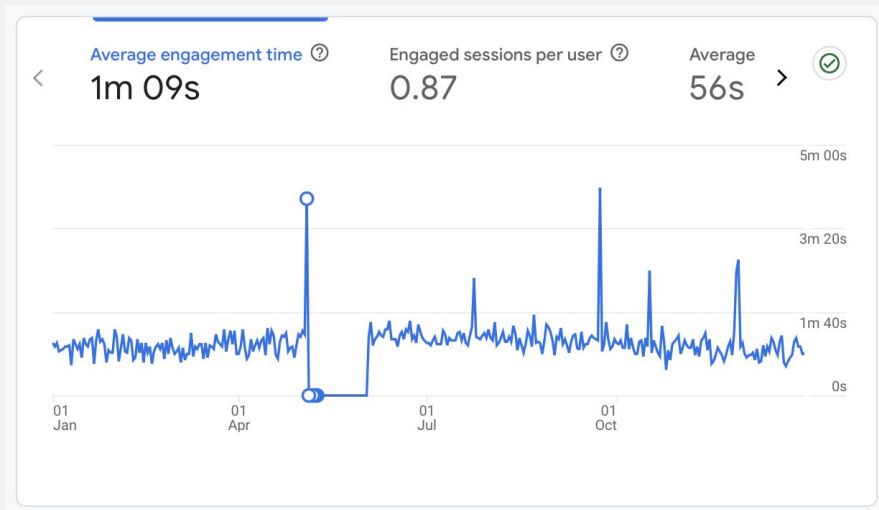 Average engagement time
1m 09s
Engaged sessions per user
0.87
Average
56s
5m 00s
3m 20s
1m 40s
0s
01
Jan
01
Apr
01
Jul
01
Oct